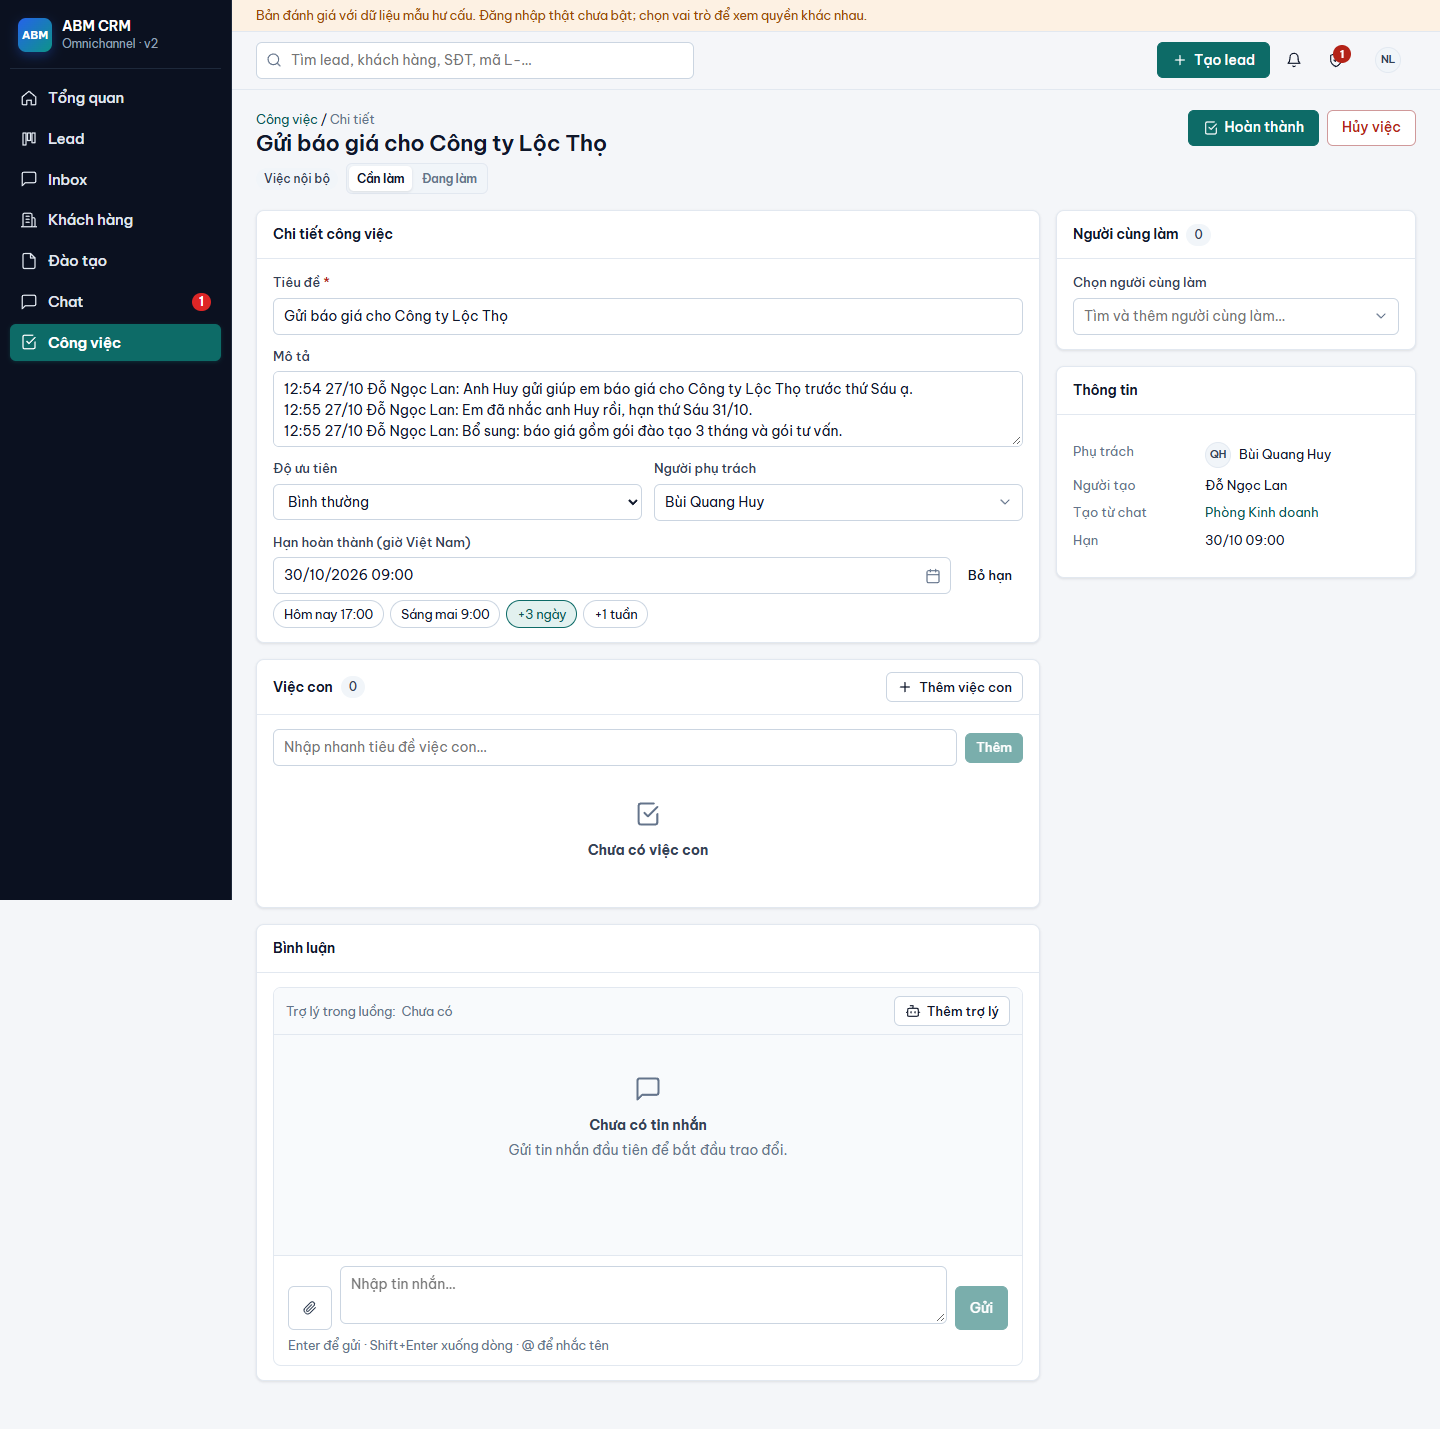 ABM
ABM CRM
Omnichannel · v2
Tổng quan
Lead
Inbox
Khách hàng
Đào tạo
Chat 1
Công việc
Bản đánh giá với dữ liệu mẫu hư cấu. Đăng nhập thật chưa bật; chọn vai trò để xem quyền khác nhau.
Tìm lead, khách hàng, SĐT, mã L-...
Tạo lead
1
NL
Công việc / Chi tiết
Gửi báo giá cho Công ty Lộc Thọ
Hoàn thành
Hủy việc
Việc nội bộ
Cần làm
Đang làm
Chi tiết công việc
Tiêu đề *
Gửi báo giá cho Công ty Lộc Thọ
Mô tả
12:54 27/10 Đỗ Ngọc Lan: Anh Huy gửi giúp em báo giá cho Công ty Lộc Thọ trước thứ Sáu ạ.
12:55 27/10 Đỗ Ngọc Lan: Em đã nhắc anh Huy rồi, hạn thứ Sáu 31/10.
12:55 27/10 Đỗ Ngọc Lan: Bổ sung: báo giá gồm gói đào tạo 3 tháng và gói tư vấn.
Độ ưu tiên
Người phụ trách
Bình thường
Bùi Quang Huy
Hạn hoàn thành (giờ Việt Nam)
30/10/2026 09:00
Bỏ hạn
Hôm nay 17:00
Sáng mai 9:00
+3 ngày
+1 tuần
Người cùng làm 0
Chọn người cùng làm
Tìm và thêm người cùng làm...
Thông tin
Phụ trách QH Bùi Quang Huy
Người tạo Đỗ Ngọc Lan
Tạo từ chat Phòng Kinh doanh
Hạn 30/10 09:00
Việc con 0
Thêm việc con
Nhập nhanh tiêu đề việc con...
Thêm
Chưa có việc con
Bình luận
Trợ lý trong luồng: Chưa có
Thêm trợ lý
Chưa có tin nhắn
Gửi tin nhắn đầu tiên để bắt đầu trao đổi.
Nhập tin nhắn...
Gửi
Enter để gửi · Shift+Enter xuống dòng · @ để nhắc tên